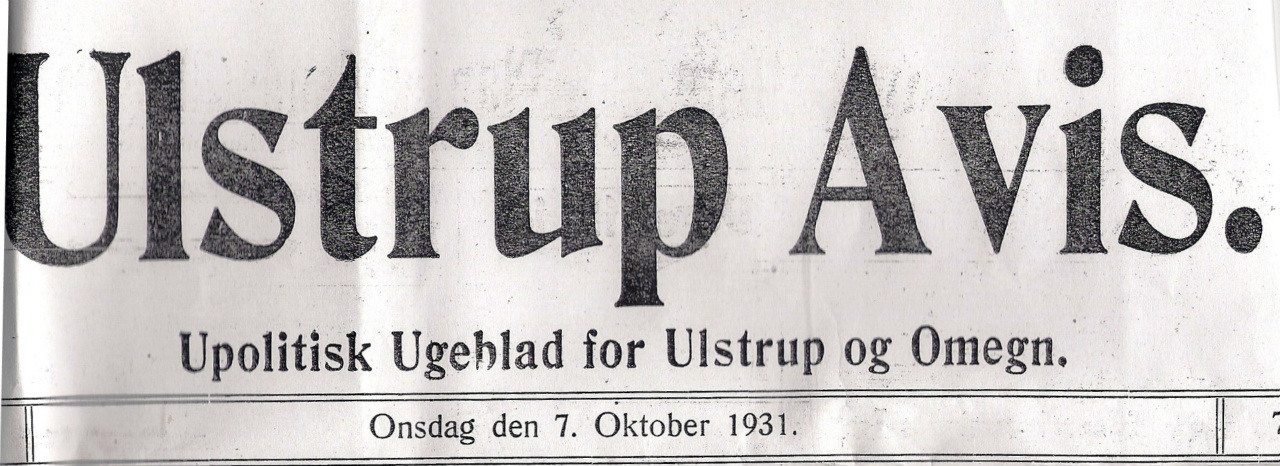 Ulstrup Avis.
Upolitisk Ugeblad for Ulstrup og Omegn.
Onsdag den 7. Oktober 1931.